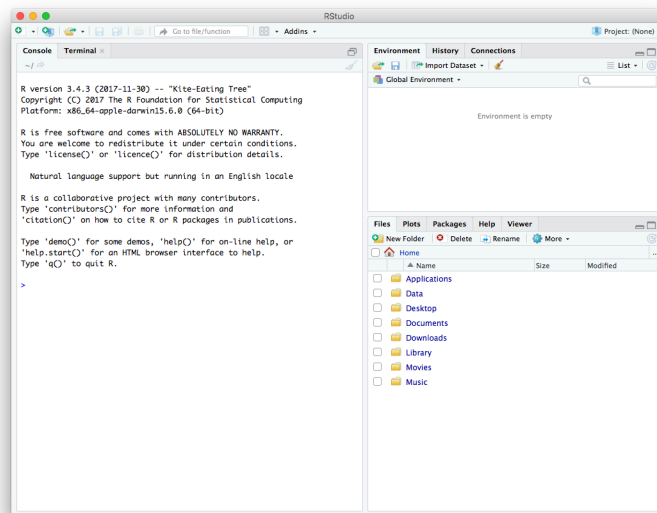 RStudio
Go to file/function
Addins
Project: (None)
Console Terminal
~/
R version 3.4.3 (2017-11-30) -- "Kite-Eating Tree"
Copyright (C) 2017 The R Foundation for Statistical Computing
Platform: x86_64-apple-darwin15.6.0 (64-bit)
R is free software and comes with ABSOLUTELY NO WARRANTY.
You are welcome to redistribute it under certain conditions.
Type 'license()' or 'licence()' for distribution details.
Natural language support but running in an English locale
R is a collaborative project with many contributors.
Type 'contributors()' for more information and
'citation()' on how to cite R or R packages in publications.
Type 'demo()' for some demos, 'help()' for on-line help, or
'help.start()' for an HTML browser interface to help.
Type 'q()' to quit R.
>
Environment History Connections
Import Dataset List
Global Environment
Environment is empty
Files Plots Packages Help Viewer
New Folder Delete Rename More
Home ..
Name Size Modified
Applications
Data
Desktop
Documents
Downloads
Library
Movies
Music